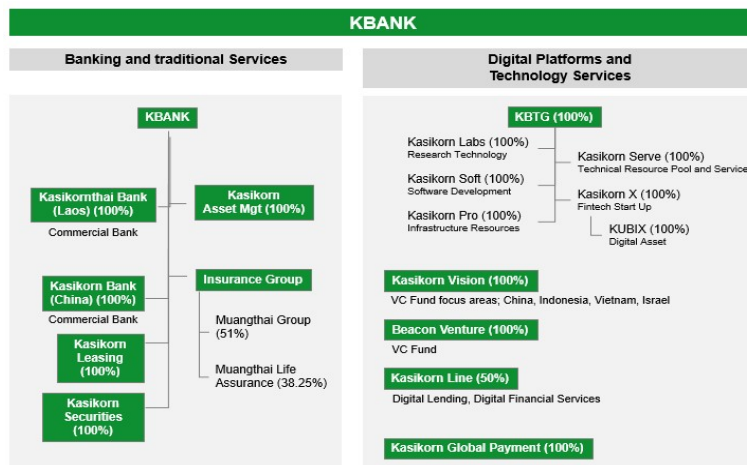 KBANK
Banking and traditional Services
KBANK
Kasikornthai Bank
(Laos) (100%)
Commercial Bank
Kasikorn
Asset Mgt (100%)
Kasikorn Bank
(China) (100%)
Commercial Bank
Insurance Group
Muangthai Group
(51%)
Muangthai Life
Assurance (38.25%)
Kasikorn
Leasing
(100%)
Kasikorn
Securities
(100%)
Digital Platforms and
Technology Services
KBTG (100%)
Kasikorn Labs (100%)
Research Technology
Kasikorn Serve (100%)
Technical Resource Pool and Service
Kasikorn Soft (100%)
Software Development
Kasikorn X (100%)
Fintech Start Up
Kasikorn Pro (100%)
Infrastructure Resources
KUBIX (100%)
Digital Asset
Kasikorn Vision (100%)
VC Fund focus areas; China, Indonesia, Vietnam, Israel
Beacon Venture (100%)
VC Fund
Kasikorn Line (50%)
Digital Lending, Digital Financial Services
Kasikorn Global Payment (100%)